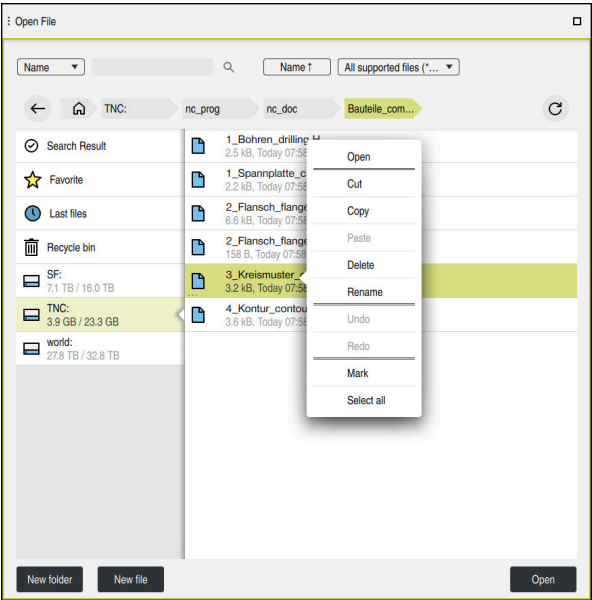 Open File
Name
Name ↑
All supported files (*...
TNC:
nc_prog
nc_doc
Bauteile_com...
Search Result
Favorite
Last files
Recycle bin
SF:
7.1 TB / 16.0 TB
TNC:
3.9 GB / 23.3 GB
world:
27.8 TB / 32.8 TB
1_Bohren_drilling.H
2.5 kB, Today 07:58
1_Spannplatte_c
2.2 kB, Today 07:58
2_Flansch_flange
6.6 kB, Today 07:58
2_Flansch_flange
158 B, Today 07:58
3_Kreismuster_
3.2 kB, Today 07:58
...
4_Kontur_contou
3.6 kB, Today 07:58
Open
Cut
Copy
Paste
Delete
Rename
Undo
Redo
Mark
Select all
New folder
New file
Open